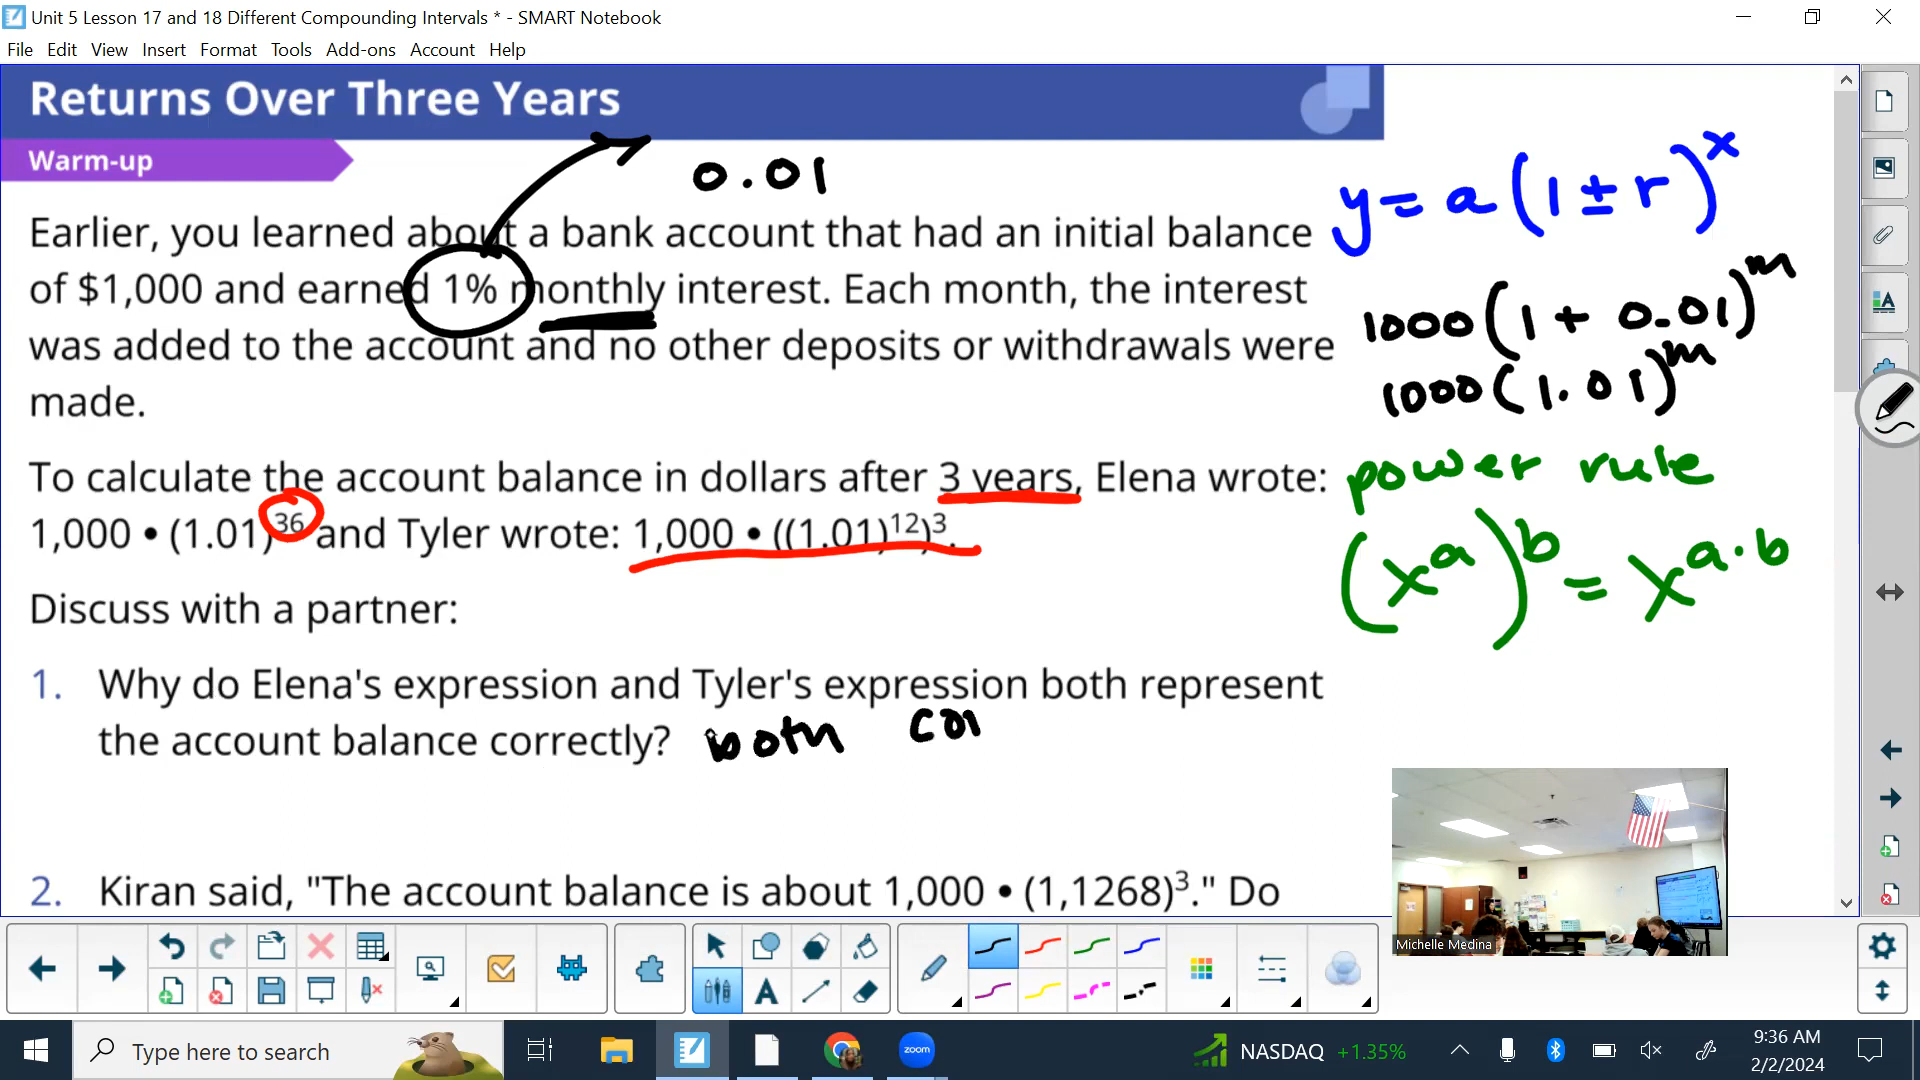 Unit 5 Lesson 17 and 18 Different Compounding Intervals * - SMART Notebook
File Edit View Insert Format Tools Add-ons Account Help
Returns Over Three Years
Warm-up
0.01
Earlier, you learned about a bank account that had an initial balance
of $1,000 and earned 1% monthly interest. Each month, the interest
was added to the account and no other deposits or withdrawals were
made.
To calculate the account balance in dollars after 3 years, Elena wrote:
1,000 • (1.01)³⁶ and Tyler wrote: 1,000 • ((1.01)¹²)³.
Discuss with a partner:
1. Why do Elena's expression and Tyler's expression both represent
the account balance correctly? both cor
2. Kiran said, "The account balance is about 1,000 • (1,1268)³." Do
y = a(1 ± r)ˣ
1000(1 + 0.01)ᵐ
1000(1.01)ᵐ
power rule
(xᵃ)ᵇ = xᵃ·ᵇ
Michelle Medina
Type here to search
zoom
NASDAQ +1.35%
9:36 AM
2/2/2024